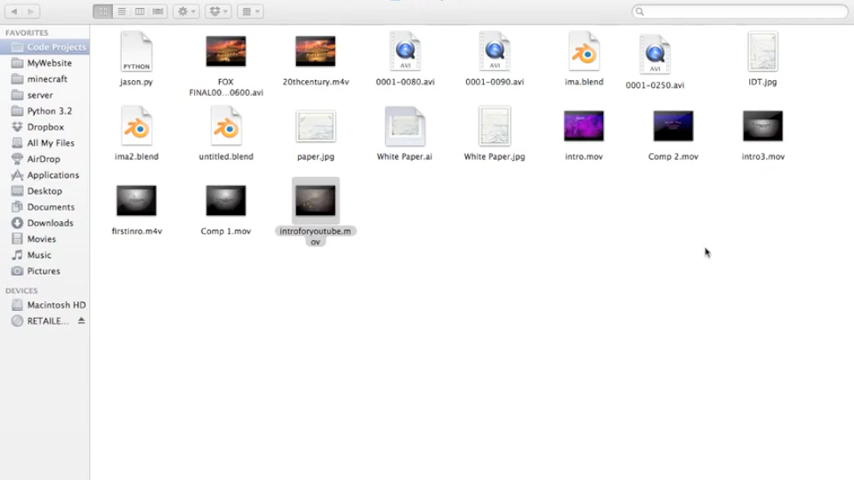 FAVORITES
Code Projects
MyWebsite
minecraft
server
Python 3.2
Dropbox
All My Files
AirDrop
Applications
Desktop
Documents
Downloads
Movies
Music
Pictures
DEVICES
Macintosh HD
RETAILE...
PYTHON
AVI
AVI
AVI
jason.py
FOX
FINAL00...0600.avi
20thcentury.m4v
0001-0080.avi
0001-0090.avi
ima.blend
0001-0250.avi
IDT.jpg
ima2.blend
untitled.blend
paper.jpg
White Paper.ai
White Paper.jpg
intro.mov
Comp 2.mov
intro3.mov
firstinro.m4v
Comp 1.mov
introforyoutube.m
ov